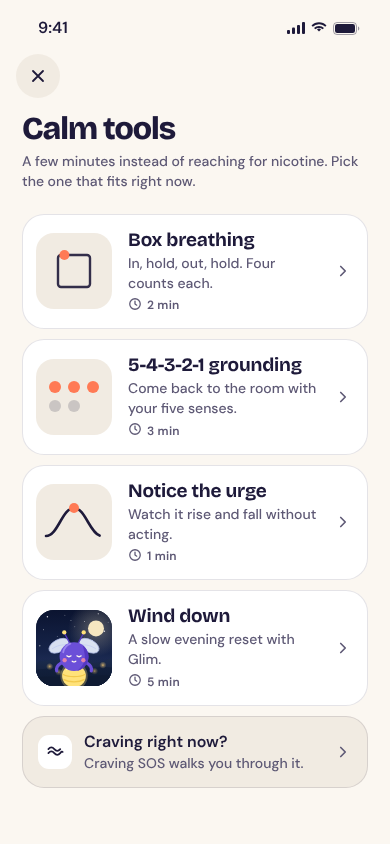 9:41
Calm tools
A few minutes instead of reaching for nicotine. Pick
the one that fits right now.
Box breathing
In, hold, out, hold. Four
counts each.
2 min
5-4-3-2-1 grounding
Come back to the room with
your five senses.
3 min
Notice the urge
Watch it rise and fall without
acting.
1 min
Wind down
A slow evening reset with
Glim.
5 min
Craving right now?
Craving SOS walks you through it.